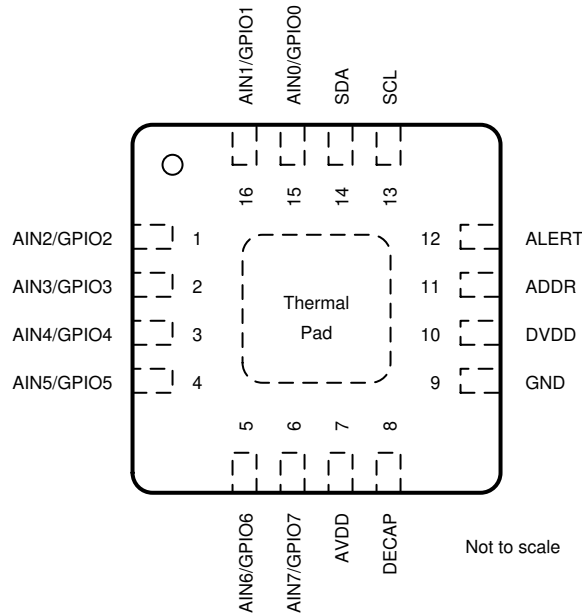 AIN1/GPIO1
AIN0/GPIO0
SDA
SCL
16
15
14
13
AIN2/GPIO2 1
AIN3/GPIO3 2
AIN4/GPIO4 3
AIN5/GPIO5 4
Thermal
Pad
12 ALERT
11 ADDR
10 DVDD
9 GND
5
6
7
8
AIN6/GPIO6
AIN7/GPIO7
AVDD
DECAP
Not to scale